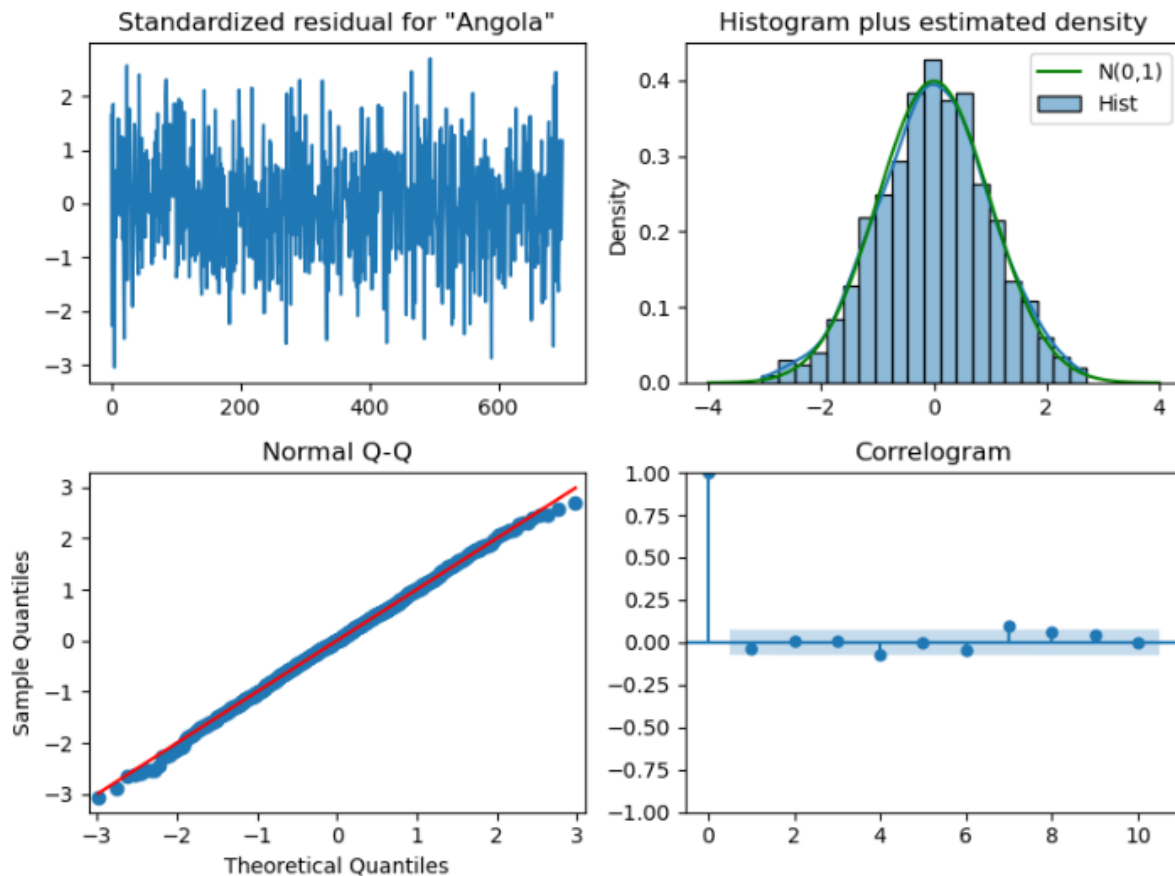 Standardized residual for "Angola"
2
1
0
−1
−2
−3
0 200 400 600
Histogram plus estimated density
N(0,1)
Hist
Density
0.4
0.3
0.2
0.1
0.0
−4 −2 0 2 4
Normal Q-Q
Sample Quantiles
3
2
1
0
−1
−2
−3
−3 −2 −1 0 1 2 3
Theoretical Quantiles
Correlogram
1.00
0.75
0.50
0.25
0.00
−0.25
−0.50
−0.75
−1.00
0 2 4 6 8 10